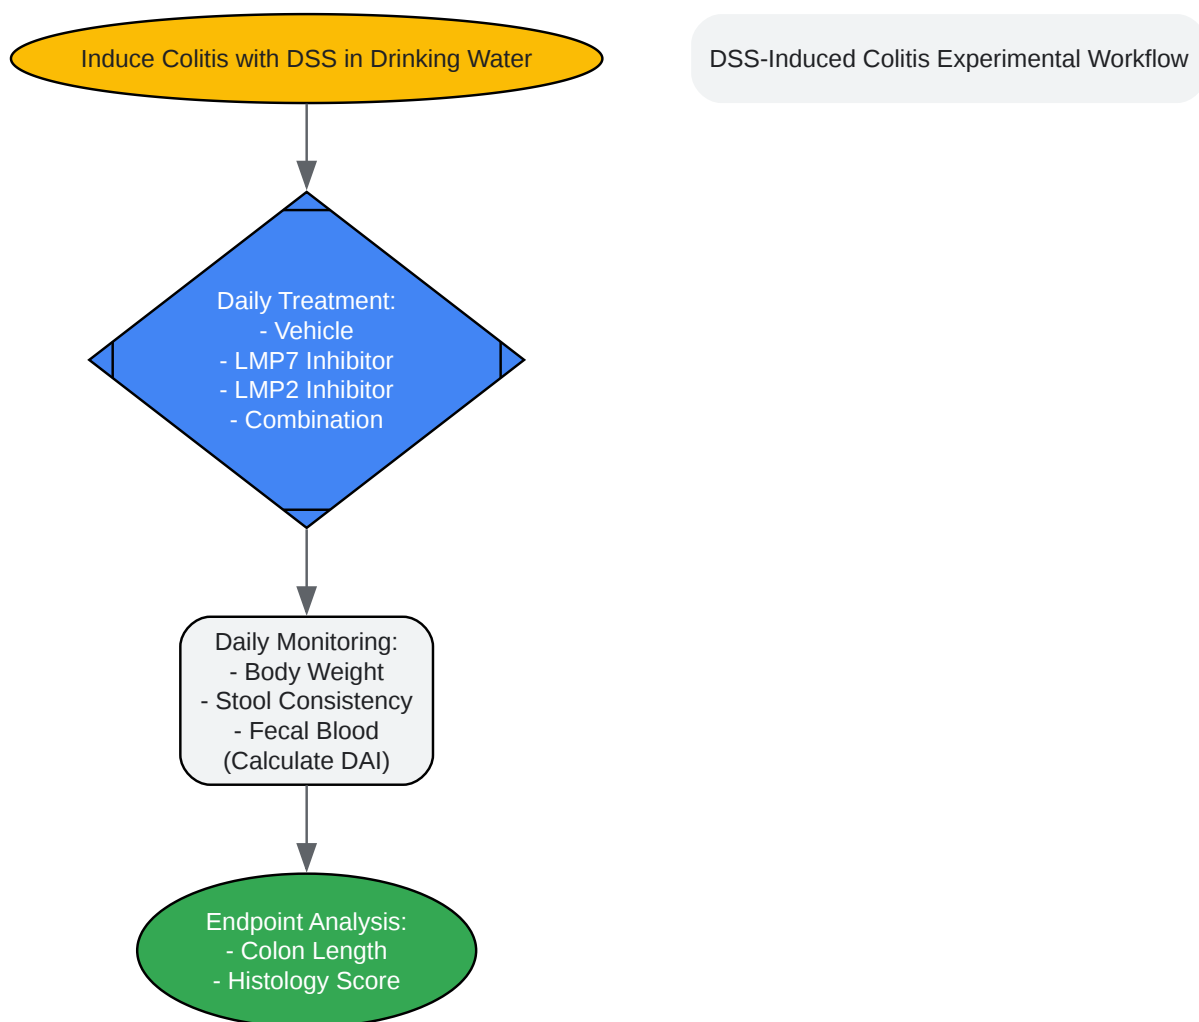 Induce Colitis with DSS in Drinking Water
DSS-Induced Colitis Experimental Workflow
Daily Treatment:
- Vehicle
- LMP7 Inhibitor
- LMP2 Inhibitor
- Combination
Daily Monitoring:
- Body Weight
- Stool Consistency
- Fecal Blood
(Calculate DAI)
Endpoint Analysis:
- Colon Length
- Histology Score